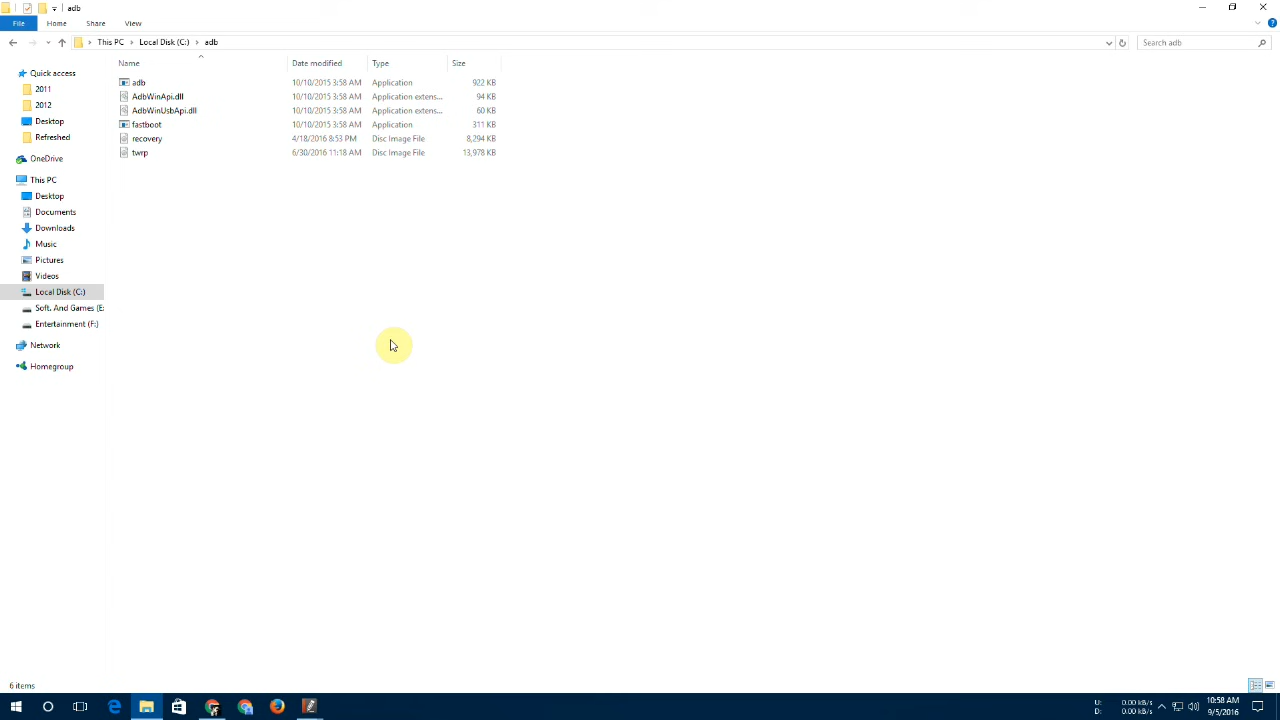 adb
File Home Share View
This PC Local Disk (C:) adb Search adb
Name Date modified Type Size
Quick access
2011
2012
Desktop
Refreshed
OneDrive
This PC
Desktop
Documents
Downloads
Music
Pictures
Videos
Local Disk (C:)
Soft. And Games (E:
Entertainment (F:)
Network
Homegroup
adb 10/10/2015 3:58 AM Application 922 KB
AdbWinApi.dll 10/10/2015 3:58 AM Application extens... 94 KB
AdbWinUsbApi.dll 10/10/2015 3:58 AM Application extens... 60 KB
fastboot 10/10/2015 3:58 AM Application 311 KB
recovery 4/18/2016 8:53 PM Disc Image File 8,294 KB
twrp 6/30/2016 11:18 AM Disc Image File 13,978 KB
6 items
U: 0.00 kB/s
D: 0.00 kB/s
10:58 AM
9/5/2016